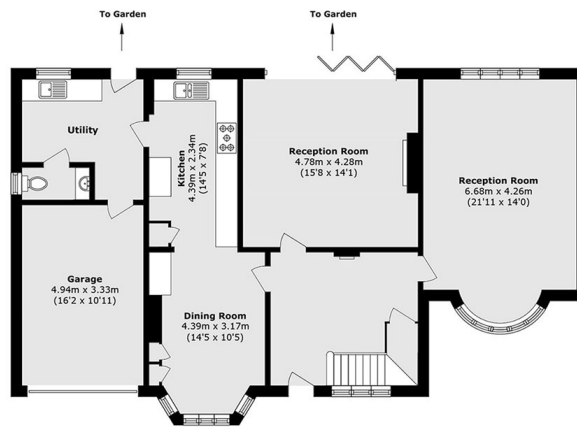 To Garden
To Garden
Utility
Kitchen
4.39m x 2.34m
(14'5 x 7'8)
Reception Room
4.78m x 4.28m
(15'8 x 14'1)
Reception Room
6.68m x 4.26m
(21'11 x 14'0)
Garage
4.94m x 3.33m
(16'2 x 10'11)
Dining Room
4.39m x 3.17m
(14'5 x 10'5)